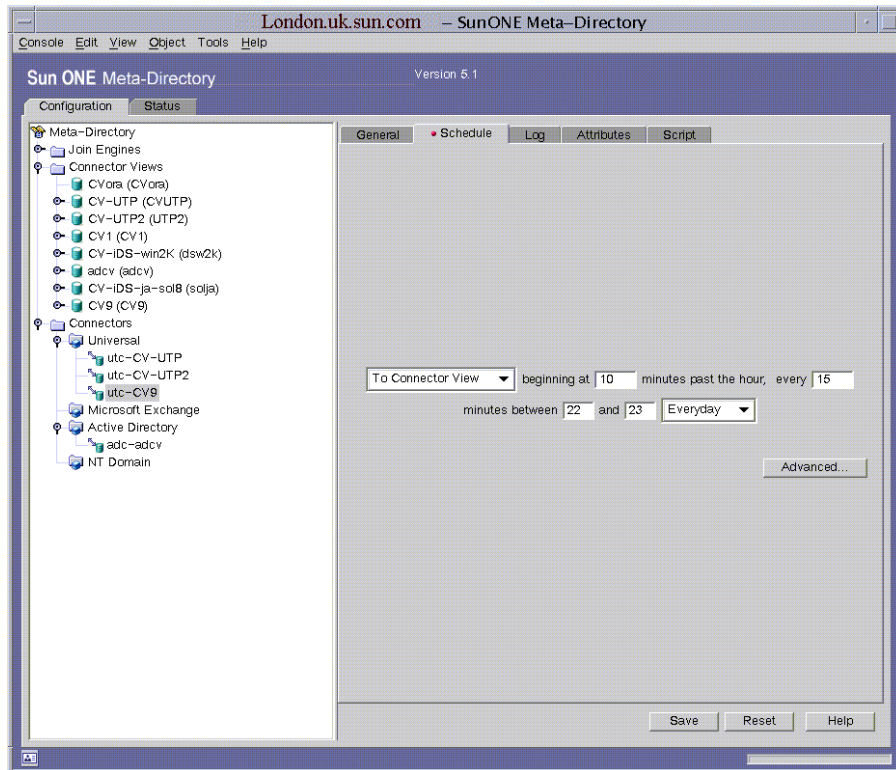 London.uk.sun.com – SunONE Meta–Directory
Console Edit View Object Tools Help
Sun ONE Meta-Directory
Version 5.1
Configuration Status
Meta–Directory
Join Engines
Connector Views
CVora (CVora)
CV–UTP (CVUTP)
CV–UTP2 (UTP2)
CV1 (CV1)
CV–iDS–win2K (dsw2k)
adcv (adcv)
CV–iDS–ja–sol8 (solja)
CV9 (CV9)
Connectors
Universal
utc–CV–UTP
utc–CV–UTP2
utc–CV9
Microsoft Exchange
Active Directory
adc–adcv
NT Domain
General Schedule Log Attributes Script
To Connector View beginning at 10 minutes past the hour, every 15
minutes between 22 and 23 Everyday
Advanced...
Save Reset Help